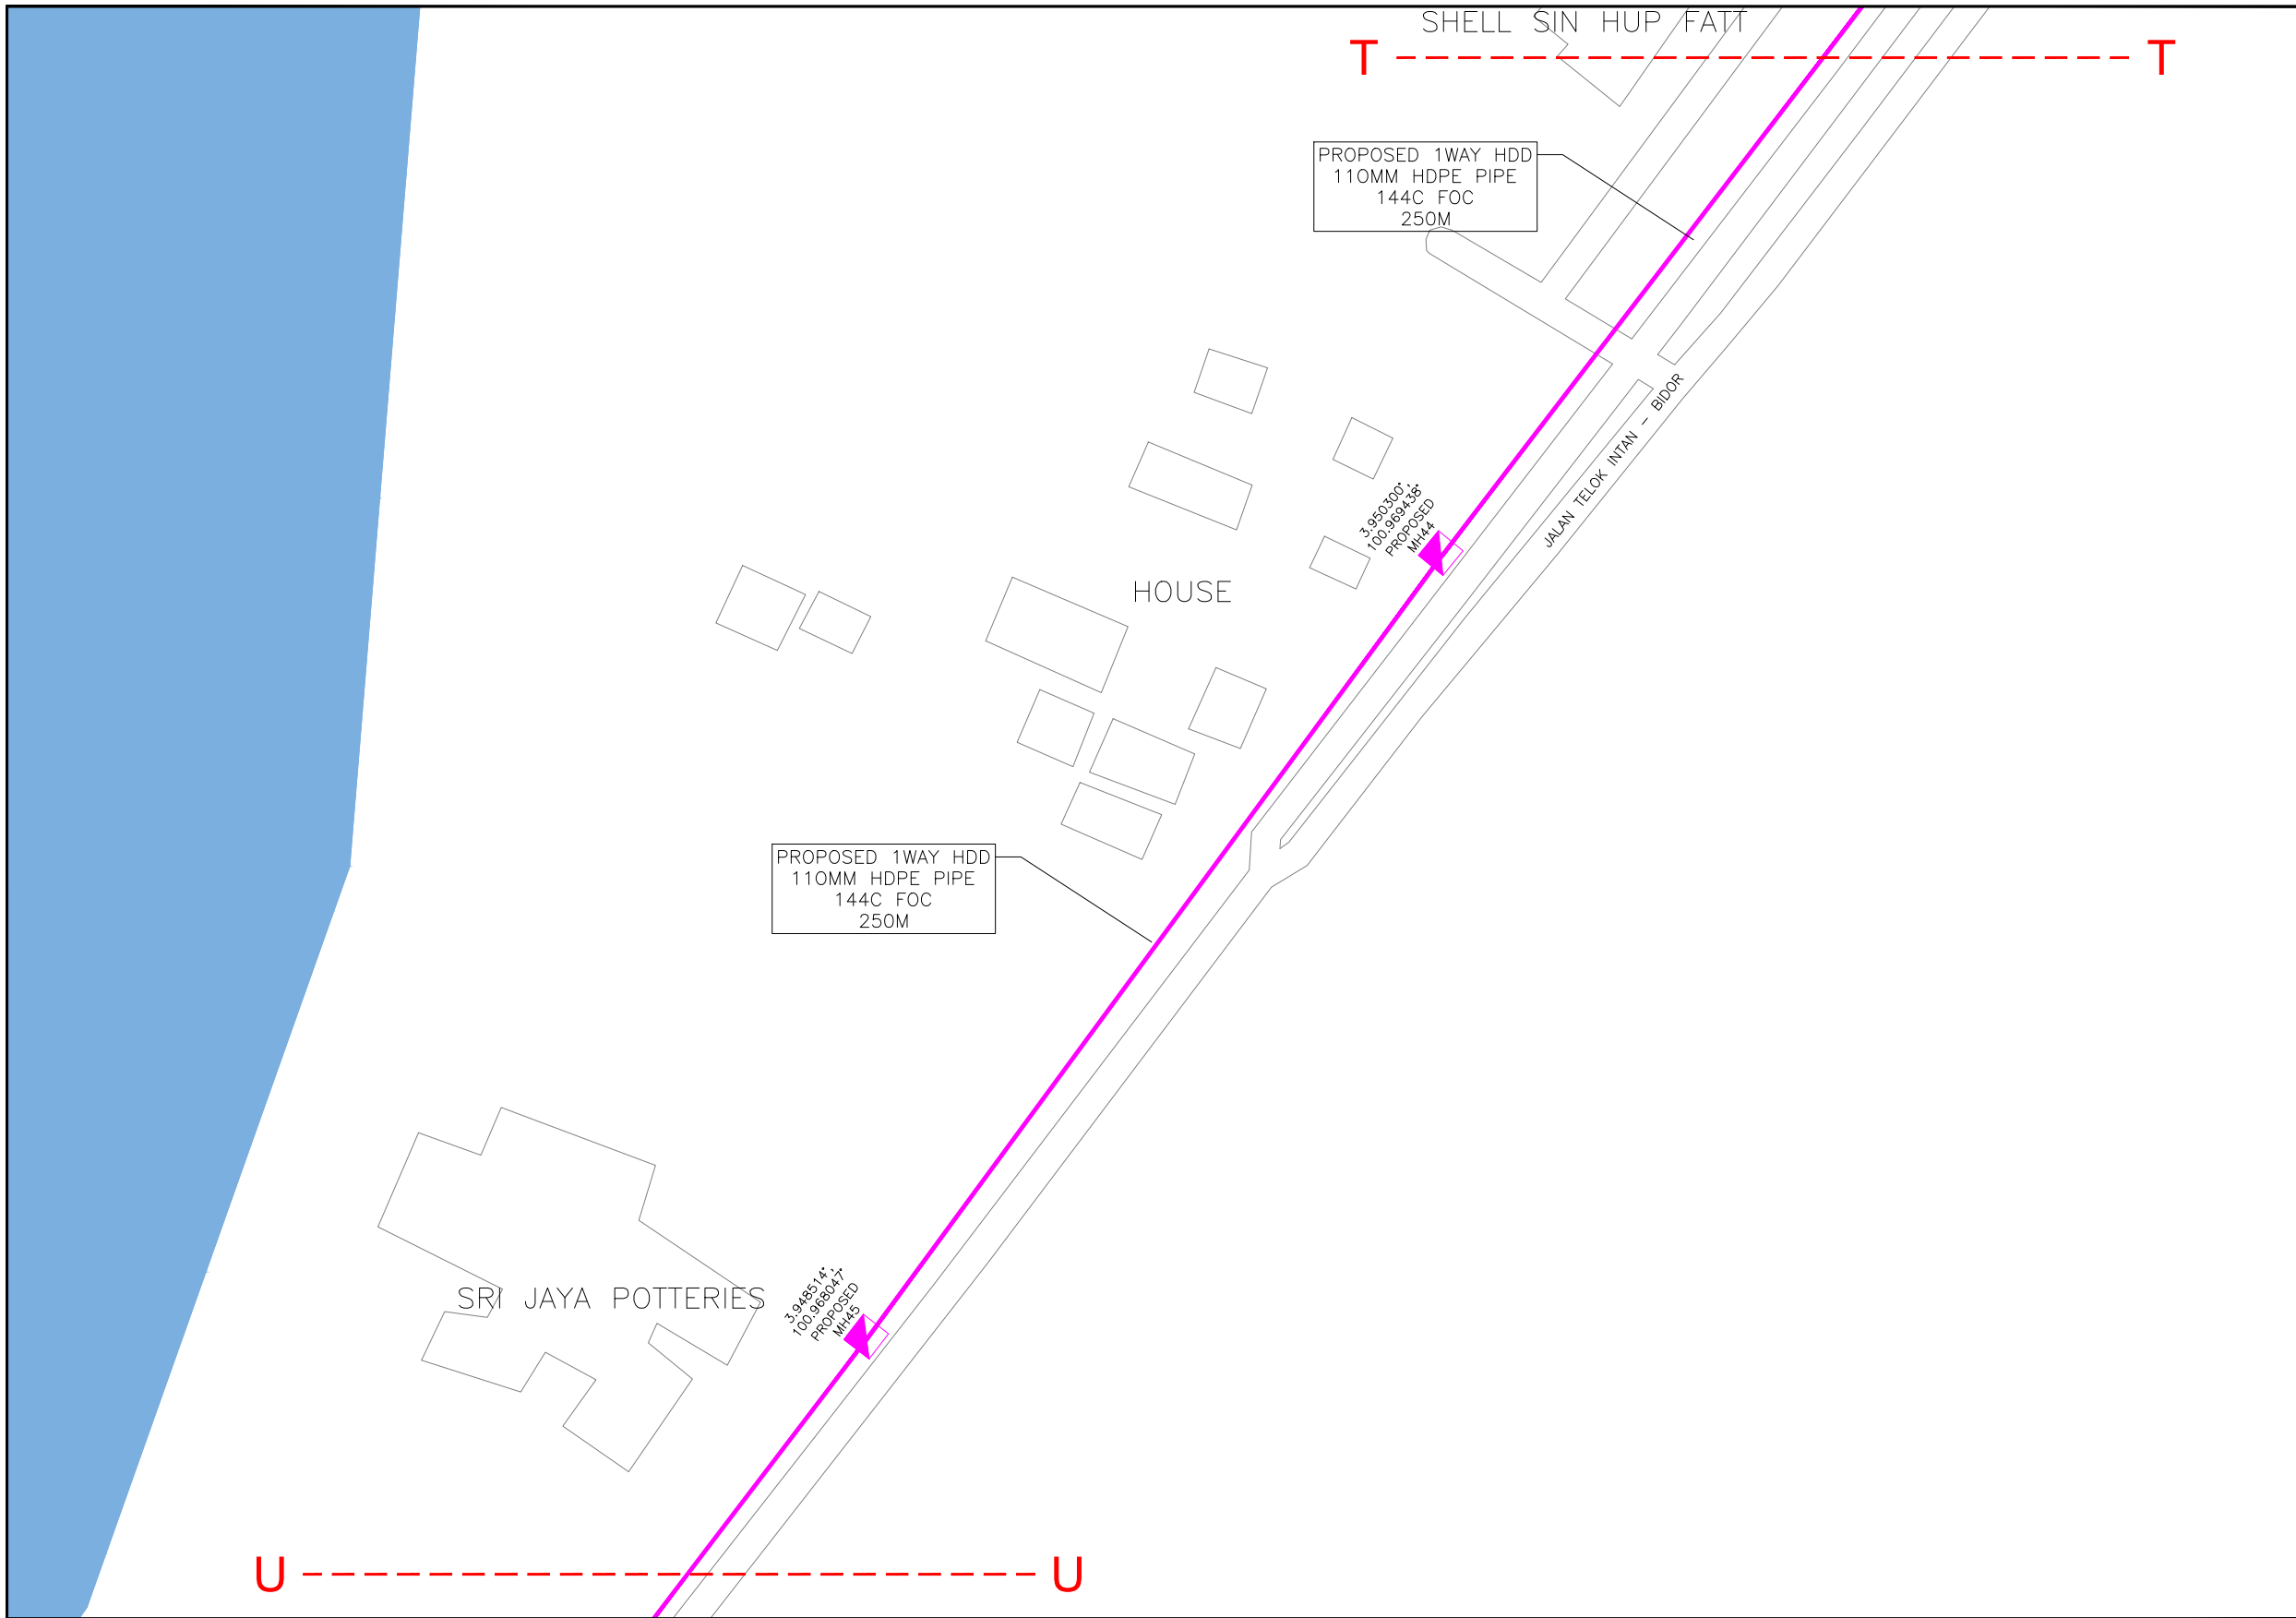 SHELL SIN HUP FATT
T
T
PROPOSED 1WAY HDD
110MM HDPE PIPE
144C FOC
250M
JALAN TELOK INTAN - BIDOR
3.950300°,
100.969438°
PROPOSED
MH44
HOUSE
PROPOSED 1WAY HDD
110MM HDPE PIPE
144C FOC
250M
SRI JAYA POTTERIES
3.948514°,
100.968047°
PROPOSED
MH45
U
U